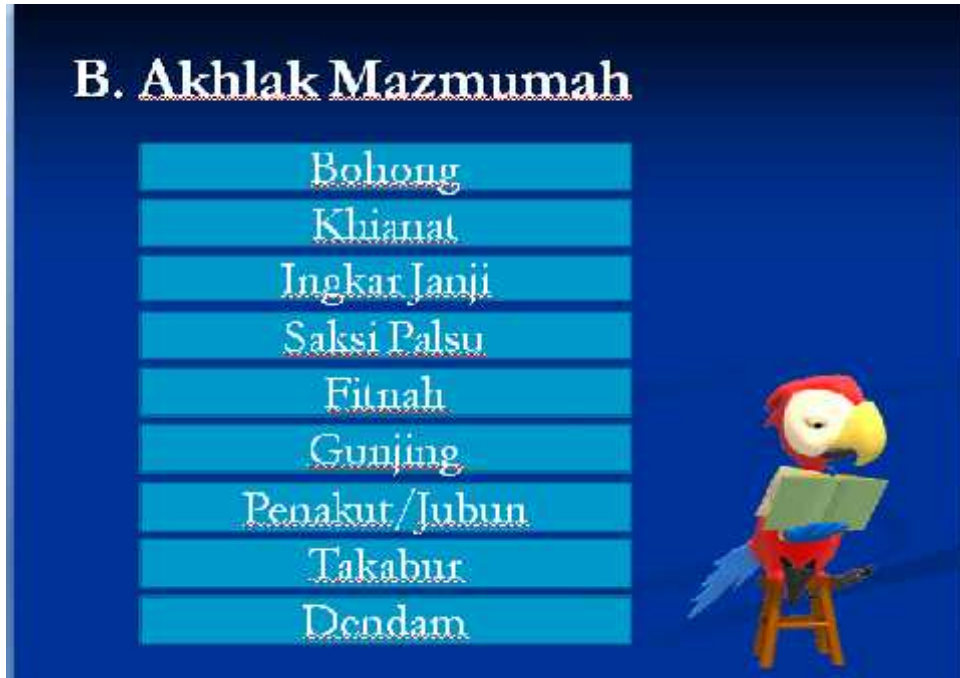 B. Akhlak Mazmumah
Bohong
Khianat
Ingkar Janji
Saksi Palsu
Fitnah
Gunjing
Penakut/Jubun
Takabur
Dendam